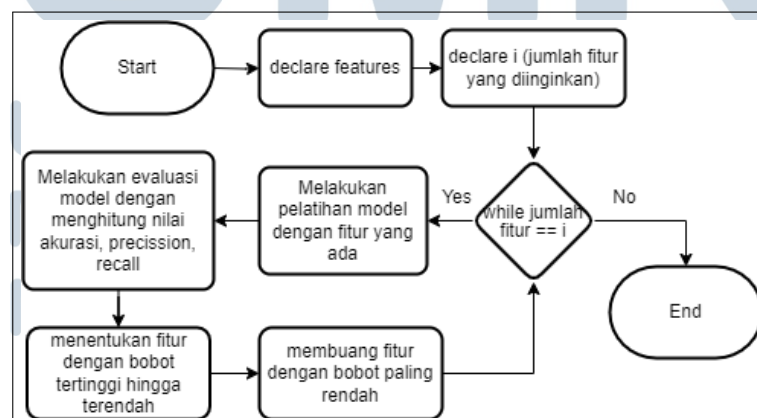 Start
declare features
declare i (jumlah fitur
yang diinginkan)
while jumlah
fitur == i
Yes
No
Melakukan
pelatihan model
dengan fitur yang
ada
Melakukan evaluasi
model dengan
menghitung nilai
akurasi, precission,
recall
menentukan fitur
dengan bobot
tertinggi hingga
terendah
membuang fitur
dengan bobot paling
rendah
End